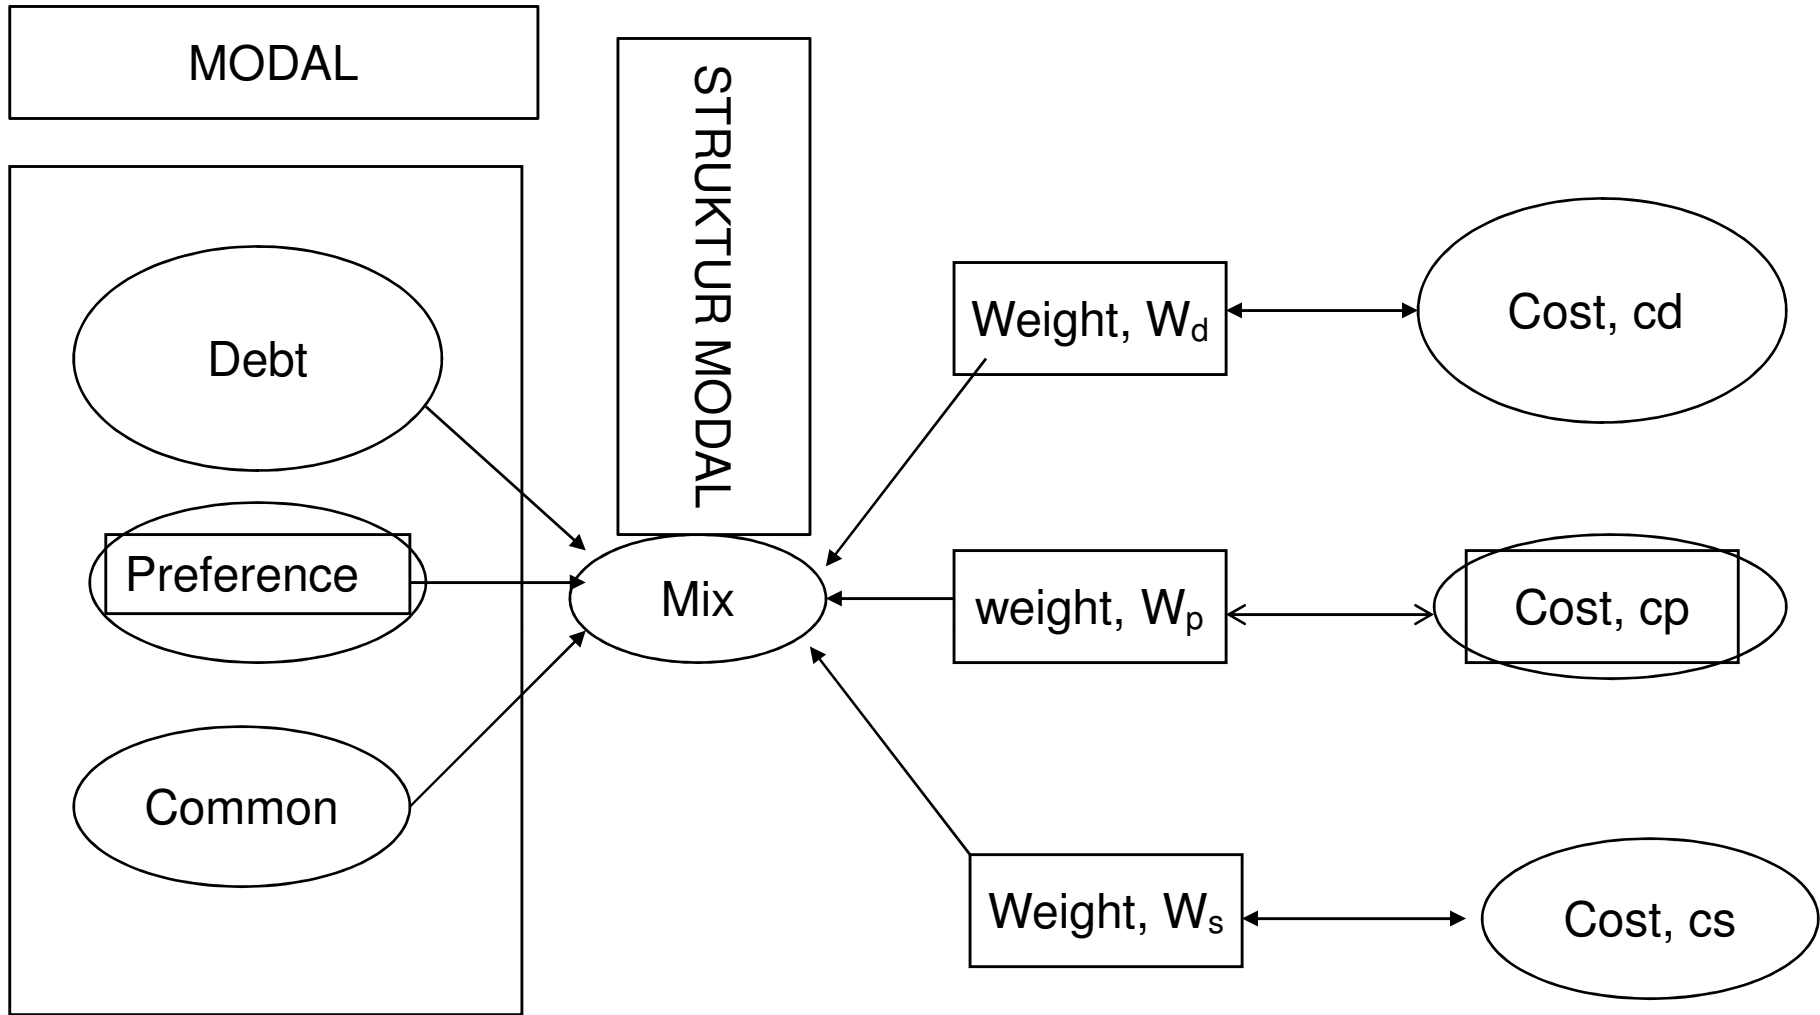 MODAL
STRUKTUR MODAL
Debt
Preference
Common
Mix
Weight, Wd
Cost, cd
weight, Wp
Cost, cp
Weight, Ws
Cost, cs